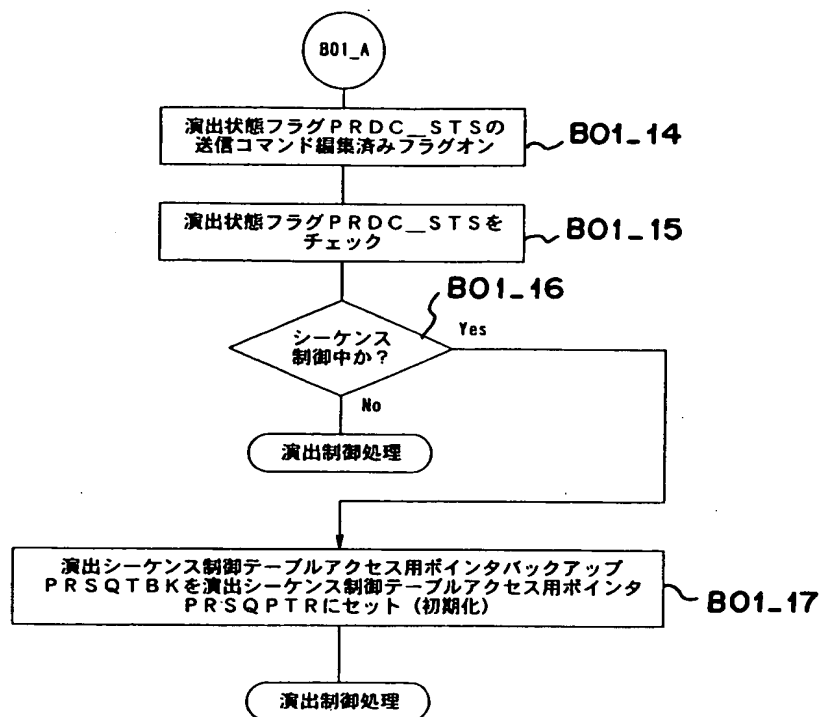 B01_A
演出状態フラグPRDC__STSの
送信コマンド編集済みフラグオン
B01_14
演出状態フラグPRDC__STSを
チェック
B01_15
B01_16
シーケンス
制御中か?
Yes
No
演出制御処理
演出シーケンス制御テーブルアクセス用ポインタバックアップ
PRSQTBKを演出シーケンス制御テーブルアクセス用ポインタ
PRSQPTRにセット(初期化)
B01_17
演出制御処理